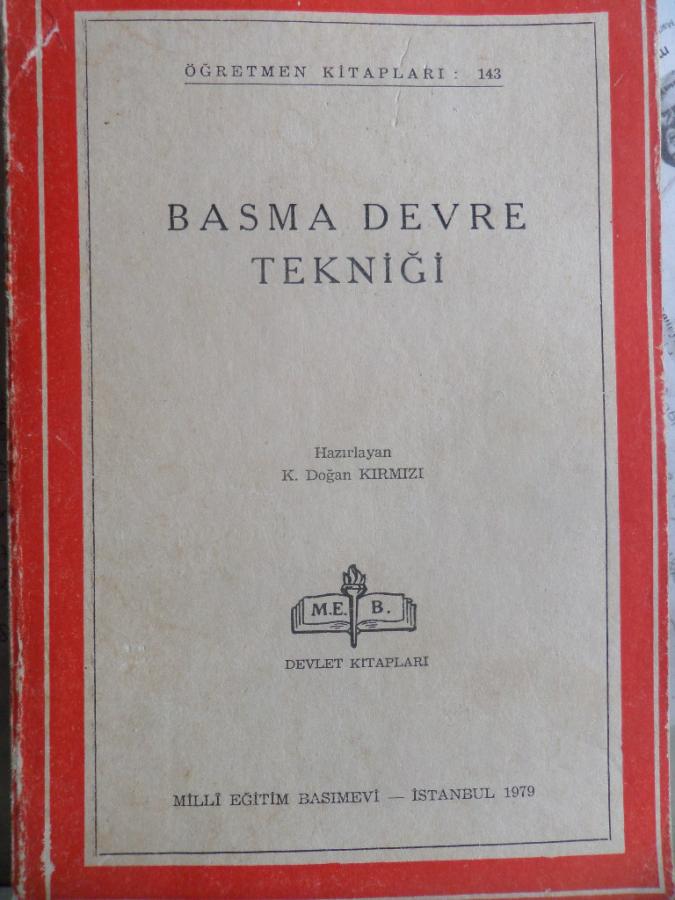 ÖĞRETMEN KİTAPLARI : 143
BASMA DEVRE
TEKNİĞİ
Hazırlayan
K. Doğan KIRMIZI
M.E. B.
DEVLET KİTAPLARI
MİLLÎ EĞİTİM BASIMEVİ — İSTANBUL 1979